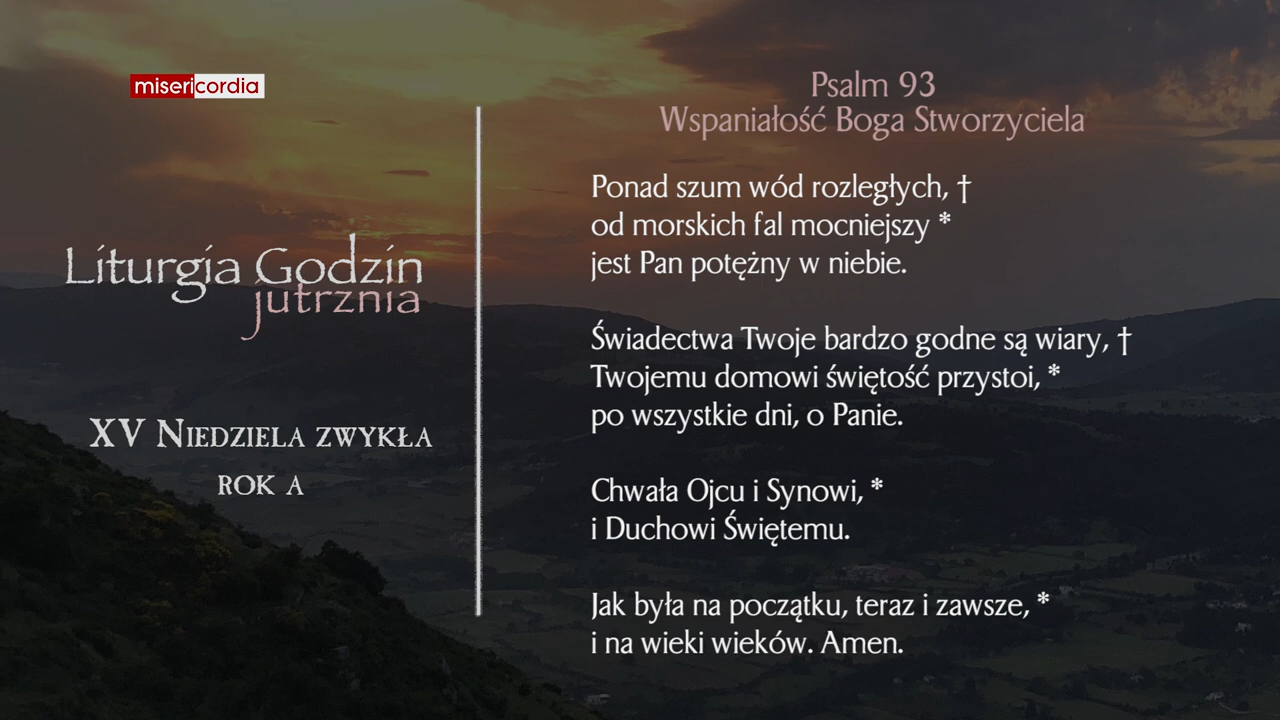 misericordia
Liturgia Godzin
jutrznia
XV Niedziela zwykła
rok A
Psalm 93
Wspaniałość Boga Stworzyciela
Ponad szum wód rozległych, †
od morskich fal mocniejszy *
jest Pan potężny w niebie.
Świadectwa Twoje bardzo godne są wiary, †
Twojemu domowi świętość przystoi, *
po wszystkie dni, o Panie.
Chwała Ojcu i Synowi, *
i Duchowi Świętemu.
Jak była na początku, teraz i zawsze, *
i na wieki wieków. Amen.